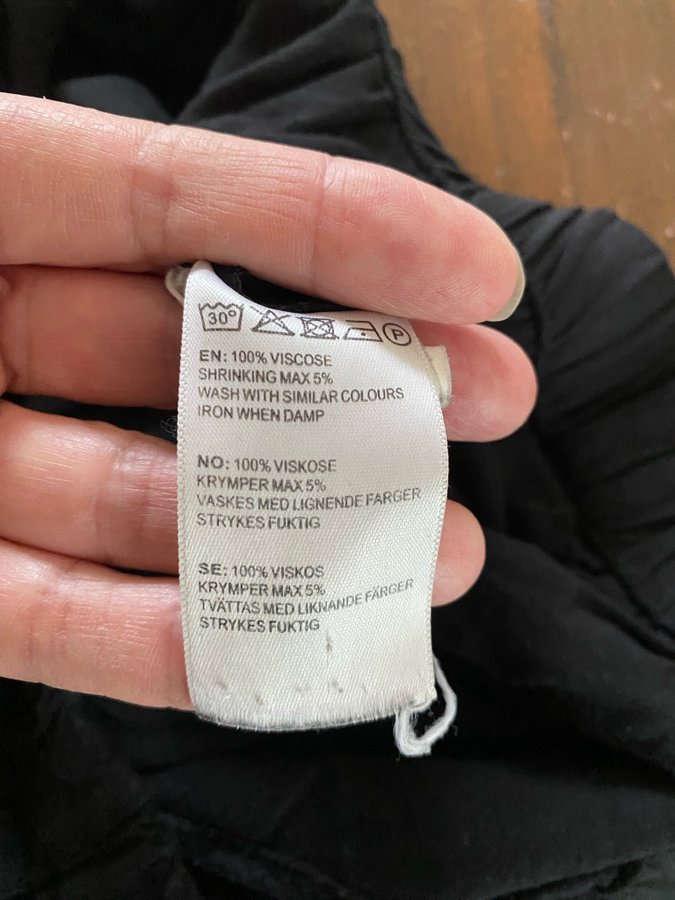 30° P
EN: 100% VISCOSE
SHRINKING MAX 5%
WASH WITH SIMILAR COLOURS
IRON WHEN DAMP
NO: 100% VISKOSE
KRYMPER MAX 5%
VASKES MED LIGNENDE FARGER
STRYKES FUKTIG
SE: 100% VISKOS
KRYMPER MAX 5%
TVÄTTAS MED LIKNANDE FÄRGER
STRYKES FUKTIG